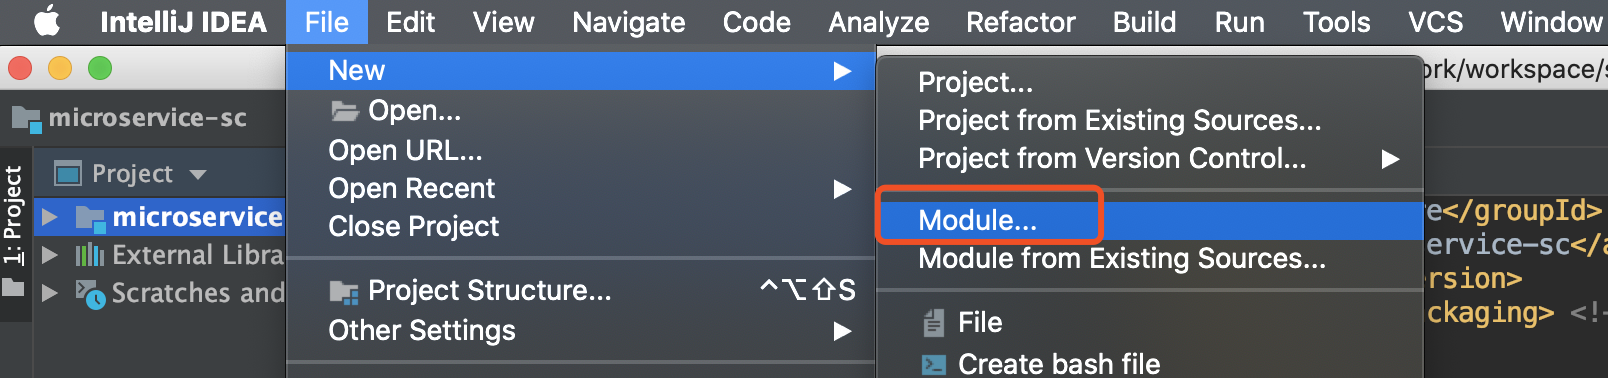 IntelliJ IDEA File Edit View Navigate Code Analyze Refactor Build Run Tools VCS Window
New
Open...
Open URL...
Open Recent
Close Project
Project Structure... ^⌥⇧S
Other Settings
Project...
Project from Existing Sources...
Project from Version Control...
Module...
Module from Existing Sources...
File
Create bash file
microservice-sc
1: Project
Project
microservice
External Libra
Scratches and
ork/workspace/s
e</groupId>
ervice-sc</a
rsion>
ckaging> <!-